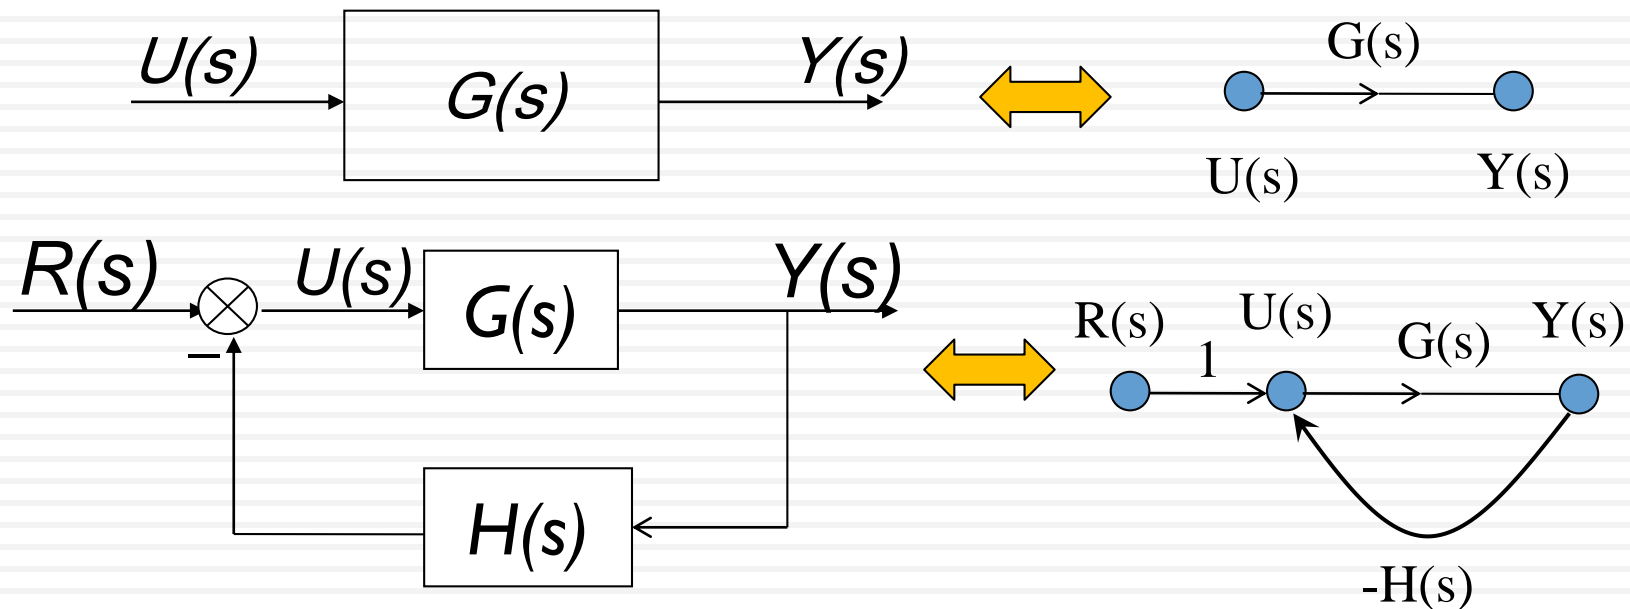 U(s) G(s) Y(s)
G(s)
U(s) Y(s)
R(s) U(s) G(s) Y(s)
–
H(s)
R(s) U(s) Y(s)
1 G(s)
-H(s)